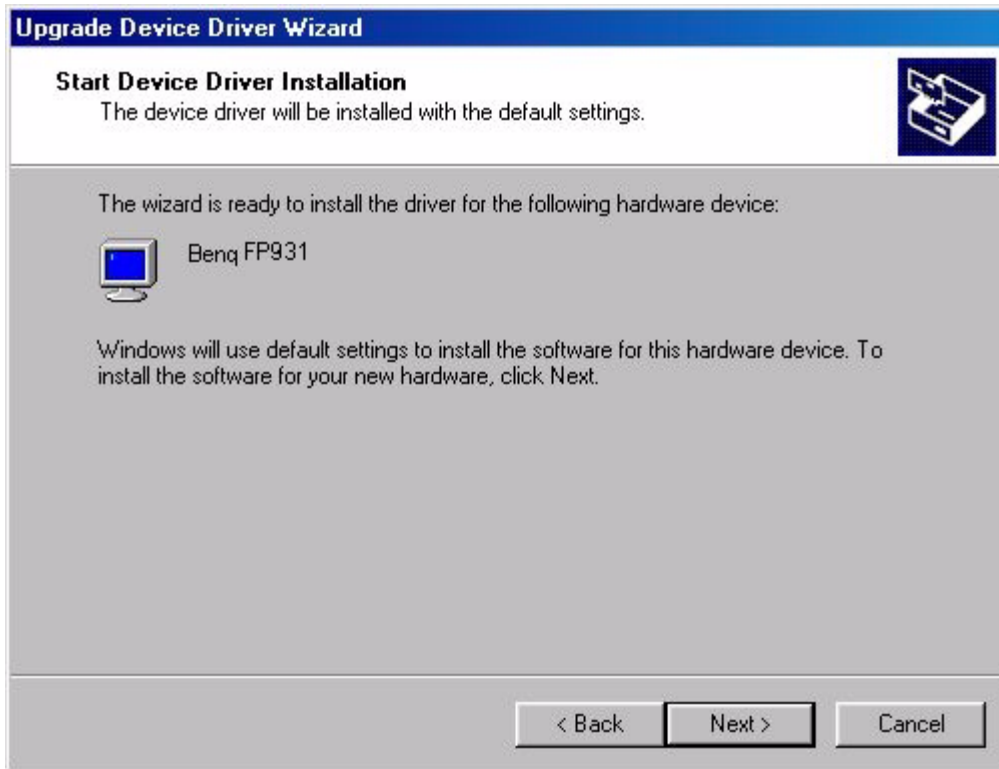 Upgrade Device Driver Wizard
Start Device Driver Installation
The device driver will be installed with the default settings.
The wizard is ready to install the driver for the following hardware device:
Benq FP931
Windows will use default settings to install the software for this hardware device. To
install the software for your new hardware, click Next.
< Back Next > Cancel